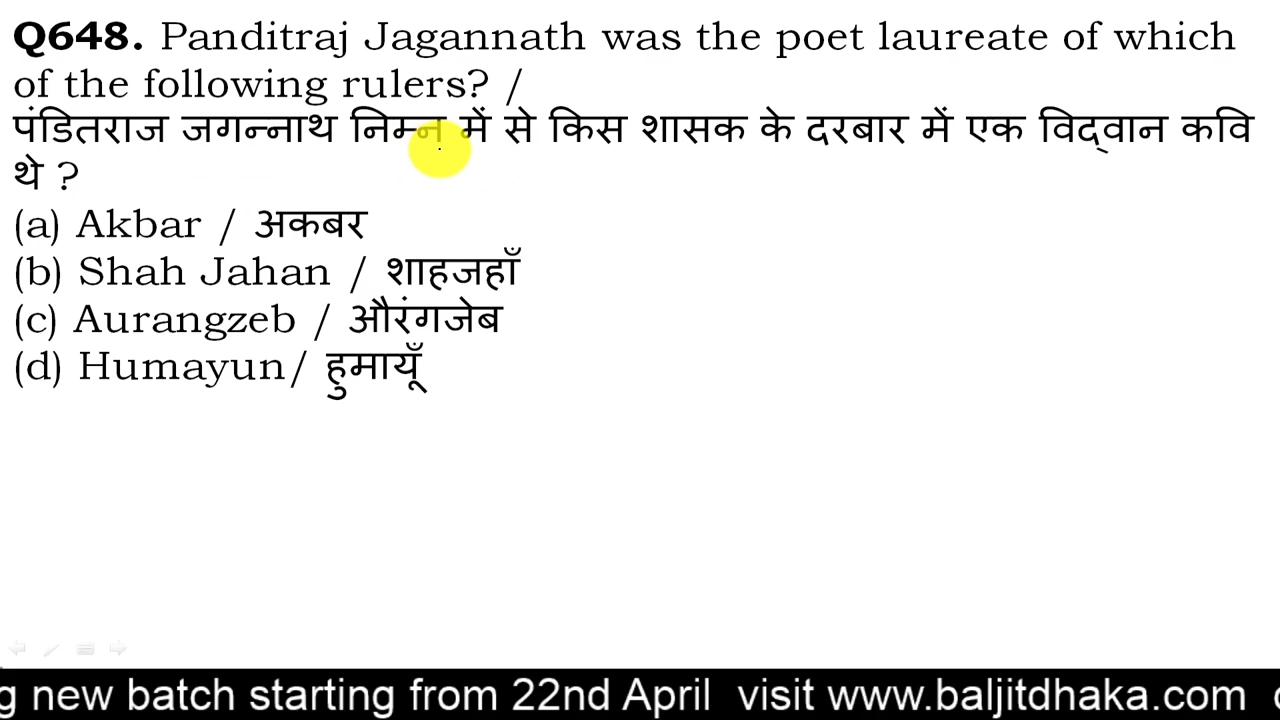 Q648. Panditraj Jagannath was the poet laureate of which
of the following rulers? /
पंडितराज जगन्नाथ निम्न में से किस शासक के दरबार में एक विद्वान कवि
थे ?
(a) Akbar / अकबर
(b) Shah Jahan / शाहजहाँ
(c) Aurangzeb / औरंगजेब
(d) Humayun/ हुमायूँ
g new batch starting from 22nd April visit www.baljitdhaka.com